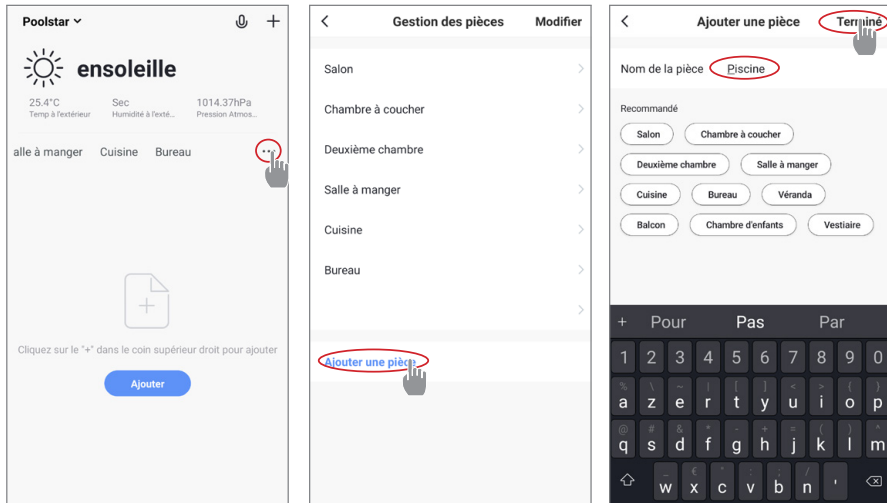 Poolstar
ensoleille
25.4°C Sec 1014.37hPa
Temp à l'extérieur Humidité à l'exté... Pression Atmos...
alle à manger Cuisine Bureau ...
Cliquez sur le "+" dans le coin supérieur droit pour ajouter
Ajouter
Gestion des pièces Modifier
Salon
Chambre à coucher
Deuxième chambre
Salle à manger
Cuisine
Bureau
Ajouter une pièce
Ajouter une pièce Terminé
Nom de la pièce Piscine
Recommandé
Salon Chambre à coucher
Deuxième chambre Salle à manger
Cuisine Bureau Véranda
Balcon Chambre d'enfants Vestiaire
+ Pour Pas Par
1 2 3 4 5 6 7 8 9 0
% \ ~ | [ ] < > { }
a z e r t y u i o p
@ # & * - + = ( ) ^
q s d f g h j k l m
_ € " ' : ; /
w x c v b n '